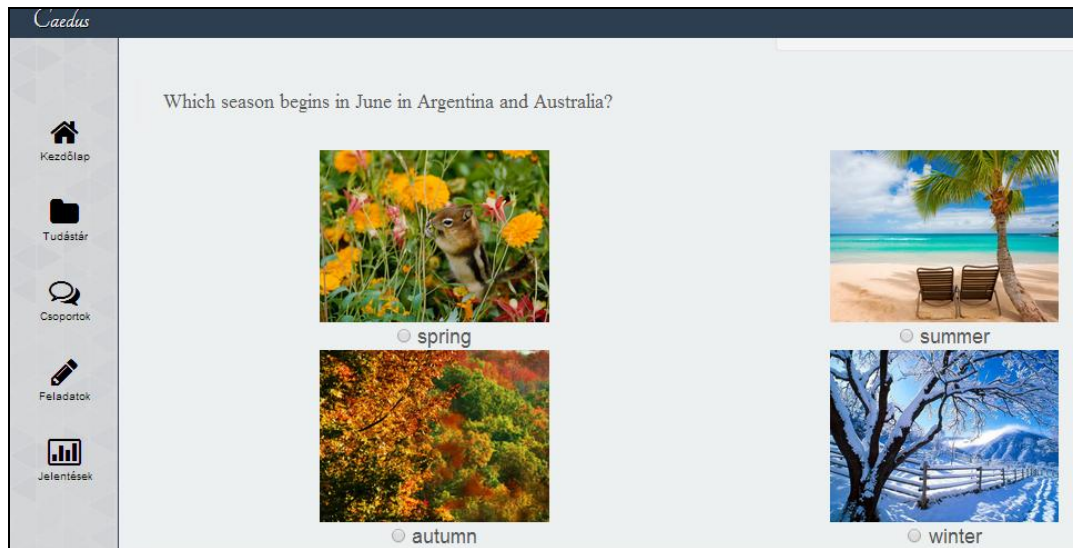 Caedus
Which season begins in June in Argentina and Australia?
Kezdőlap
Tudástár
Csoportok
Feladatok
Jelentések
spring
summer
autumn
winter